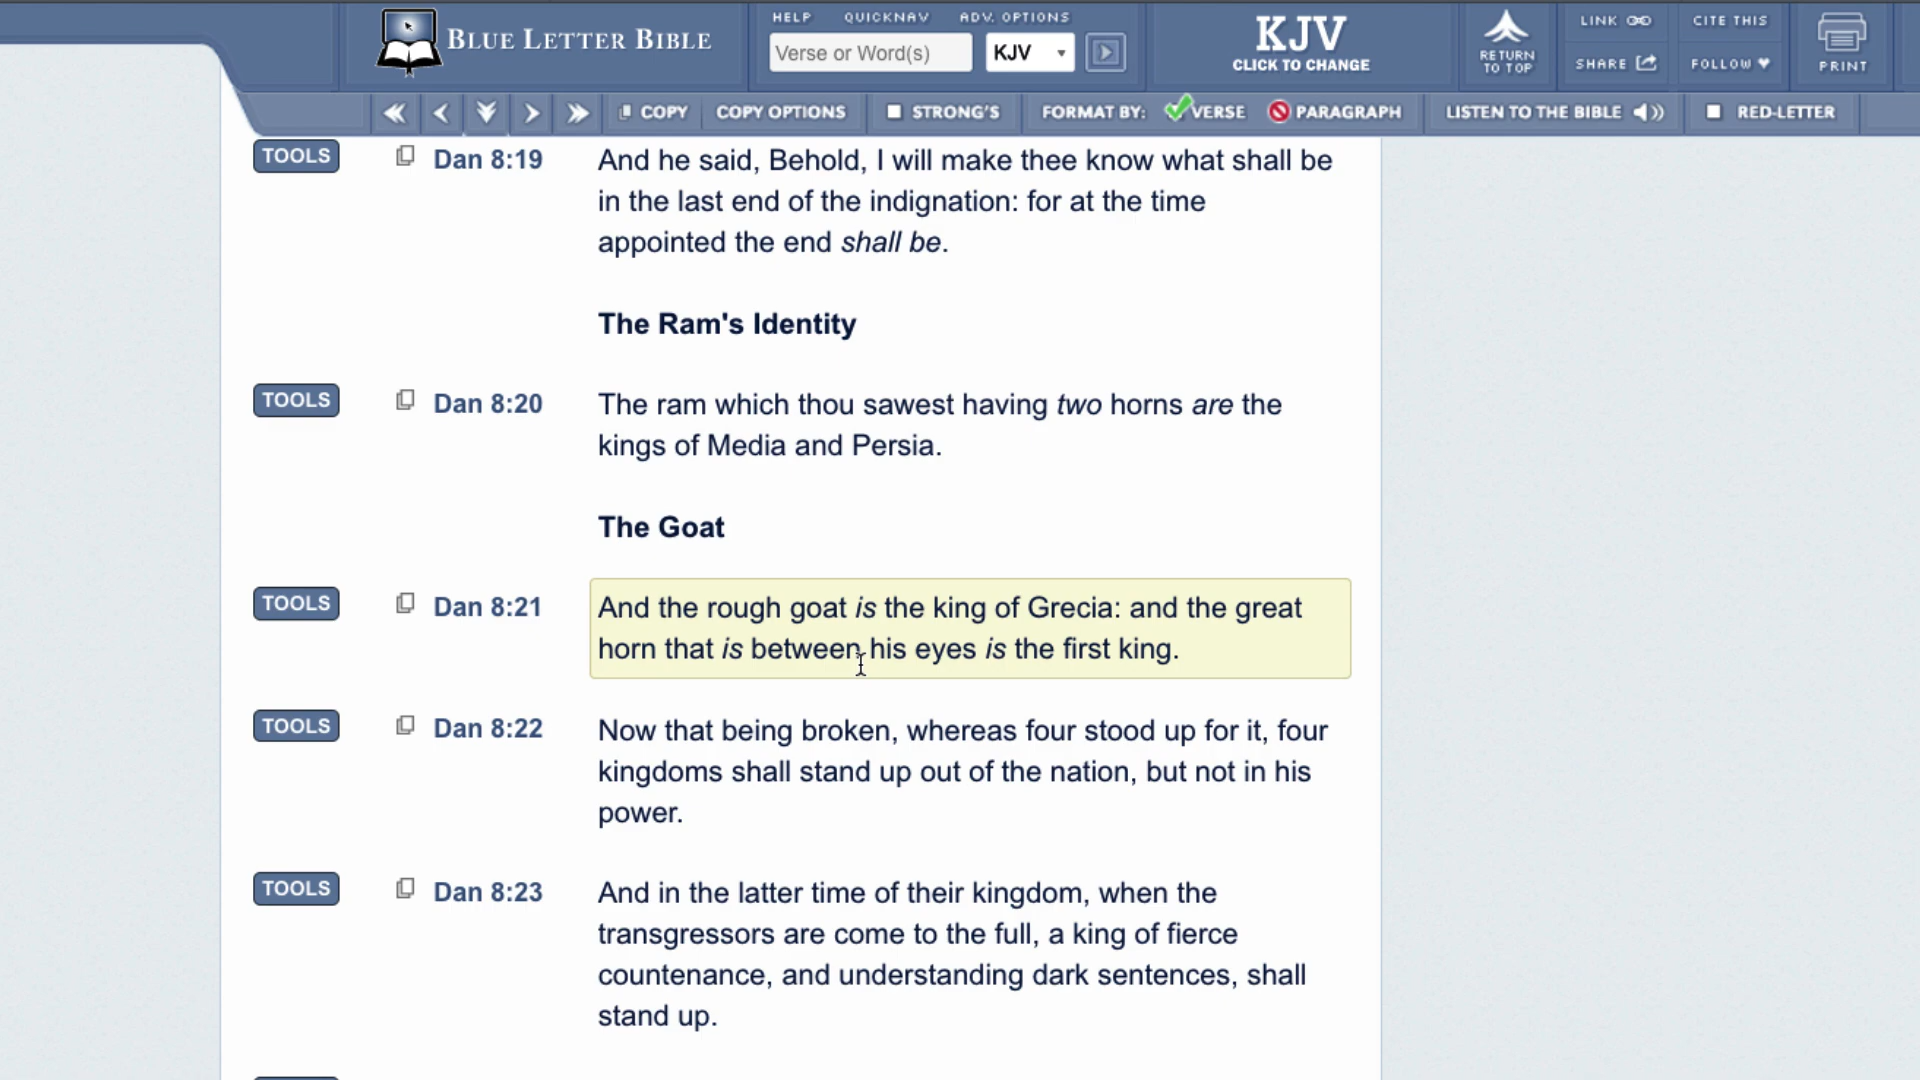 HELP QUICKNAV ADV. OPTIONS
BLUE LETTER BIBLE
Verse or Word(s)
KJV
KJV
CLICK TO CHANGE
RETURN
TO TOP
LINK
SHARE
CITE THIS
FOLLOW
PRINT
COPY COPY OPTIONS STRONG'S FORMAT BY: VERSE PARAGRAPH LISTEN TO THE BIBLE RED-LETTER
TOOLS Dan 8:19 And he said, Behold, I will make thee know what shall be
in the last end of the indignation: for at the time
appointed the end shall be.
The Ram's Identity
TOOLS Dan 8:20 The ram which thou sawest having two horns are the
kings of Media and Persia.
The Goat
TOOLS Dan 8:21 And the rough goat is the king of Grecia: and the great
horn that is between his eyes is the first king.
TOOLS Dan 8:22 Now that being broken, whereas four stood up for it, four
kingdoms shall stand up out of the nation, but not in his
power.
TOOLS Dan 8:23 And in the latter time of their kingdom, when the
transgressors are come to the full, a king of fierce
countenance, and understanding dark sentences, shall
stand up.